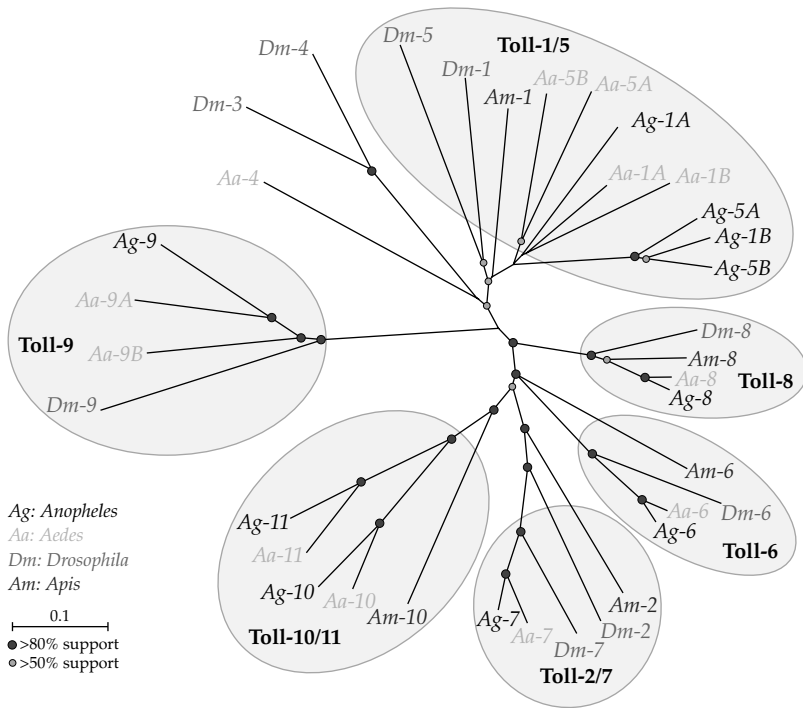 Dm-5
Toll-1/5
Dm-4
Dm-1
Am-1
Aa-5B
Aa-5A
Dm-3
Ag-1A
Aa-4
Aa-1A
Aa-1B
Ag-5A
Ag-1B
Ag-5B
Ag-9
Aa-9A
Toll-9
Aa-9B
Dm-9
Dm-8
Am-8
Aa-8
Toll-8
Ag-8
Am-6
Dm-6
Aa-6
Ag-6
Toll-6
Ag-11
Aa-11
Ag-10
Aa-10
Am-10
Toll-10/11
Am-2
Ag-7
Aa-7
Dm-2
Dm-7
Toll-2/7
Ag: Anopheles
Aa: Aedes
Dm: Drosophila
Am: Apis
0.1
>80% support
>50% support